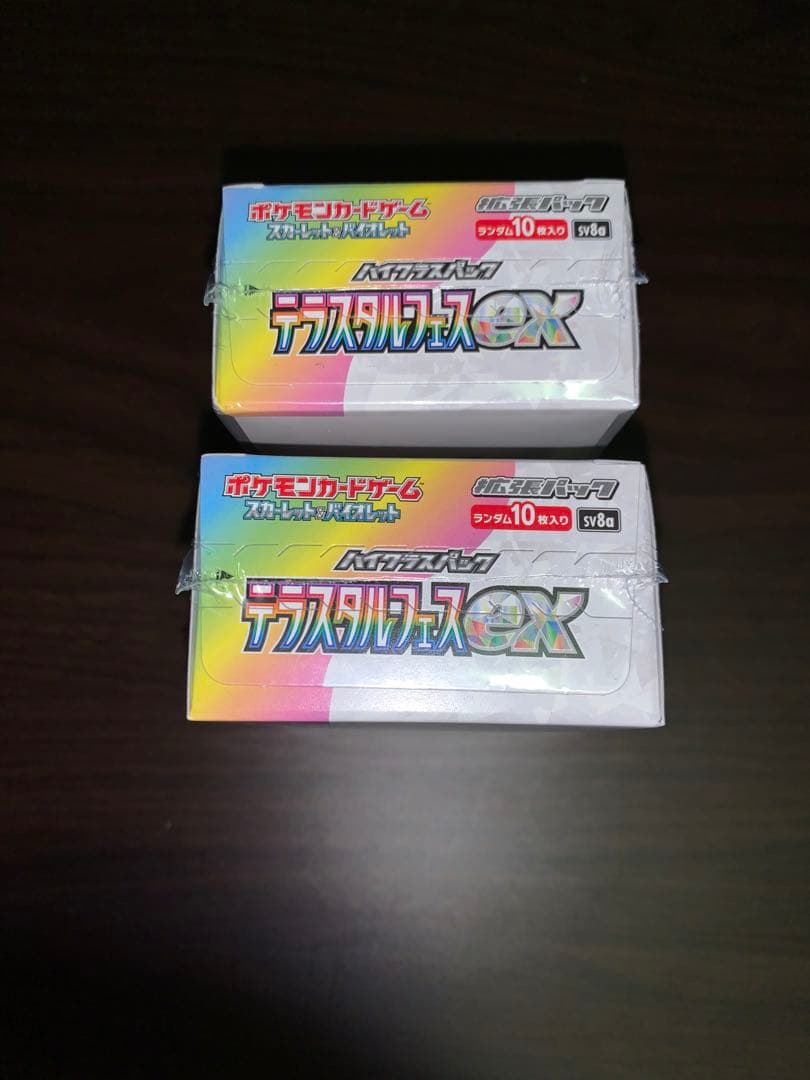 ポケモンカードゲーム
スカーレット&バイオレット
拡張パック
ランダム10枚入り SV8a
ハイクラスパック
テラスタルフェスex
ポケモンカードゲーム
スカーレット&バイオレット
拡張パック
ランダム10枚入り SV8a
ハイクラスパック
テラスタルフェスex